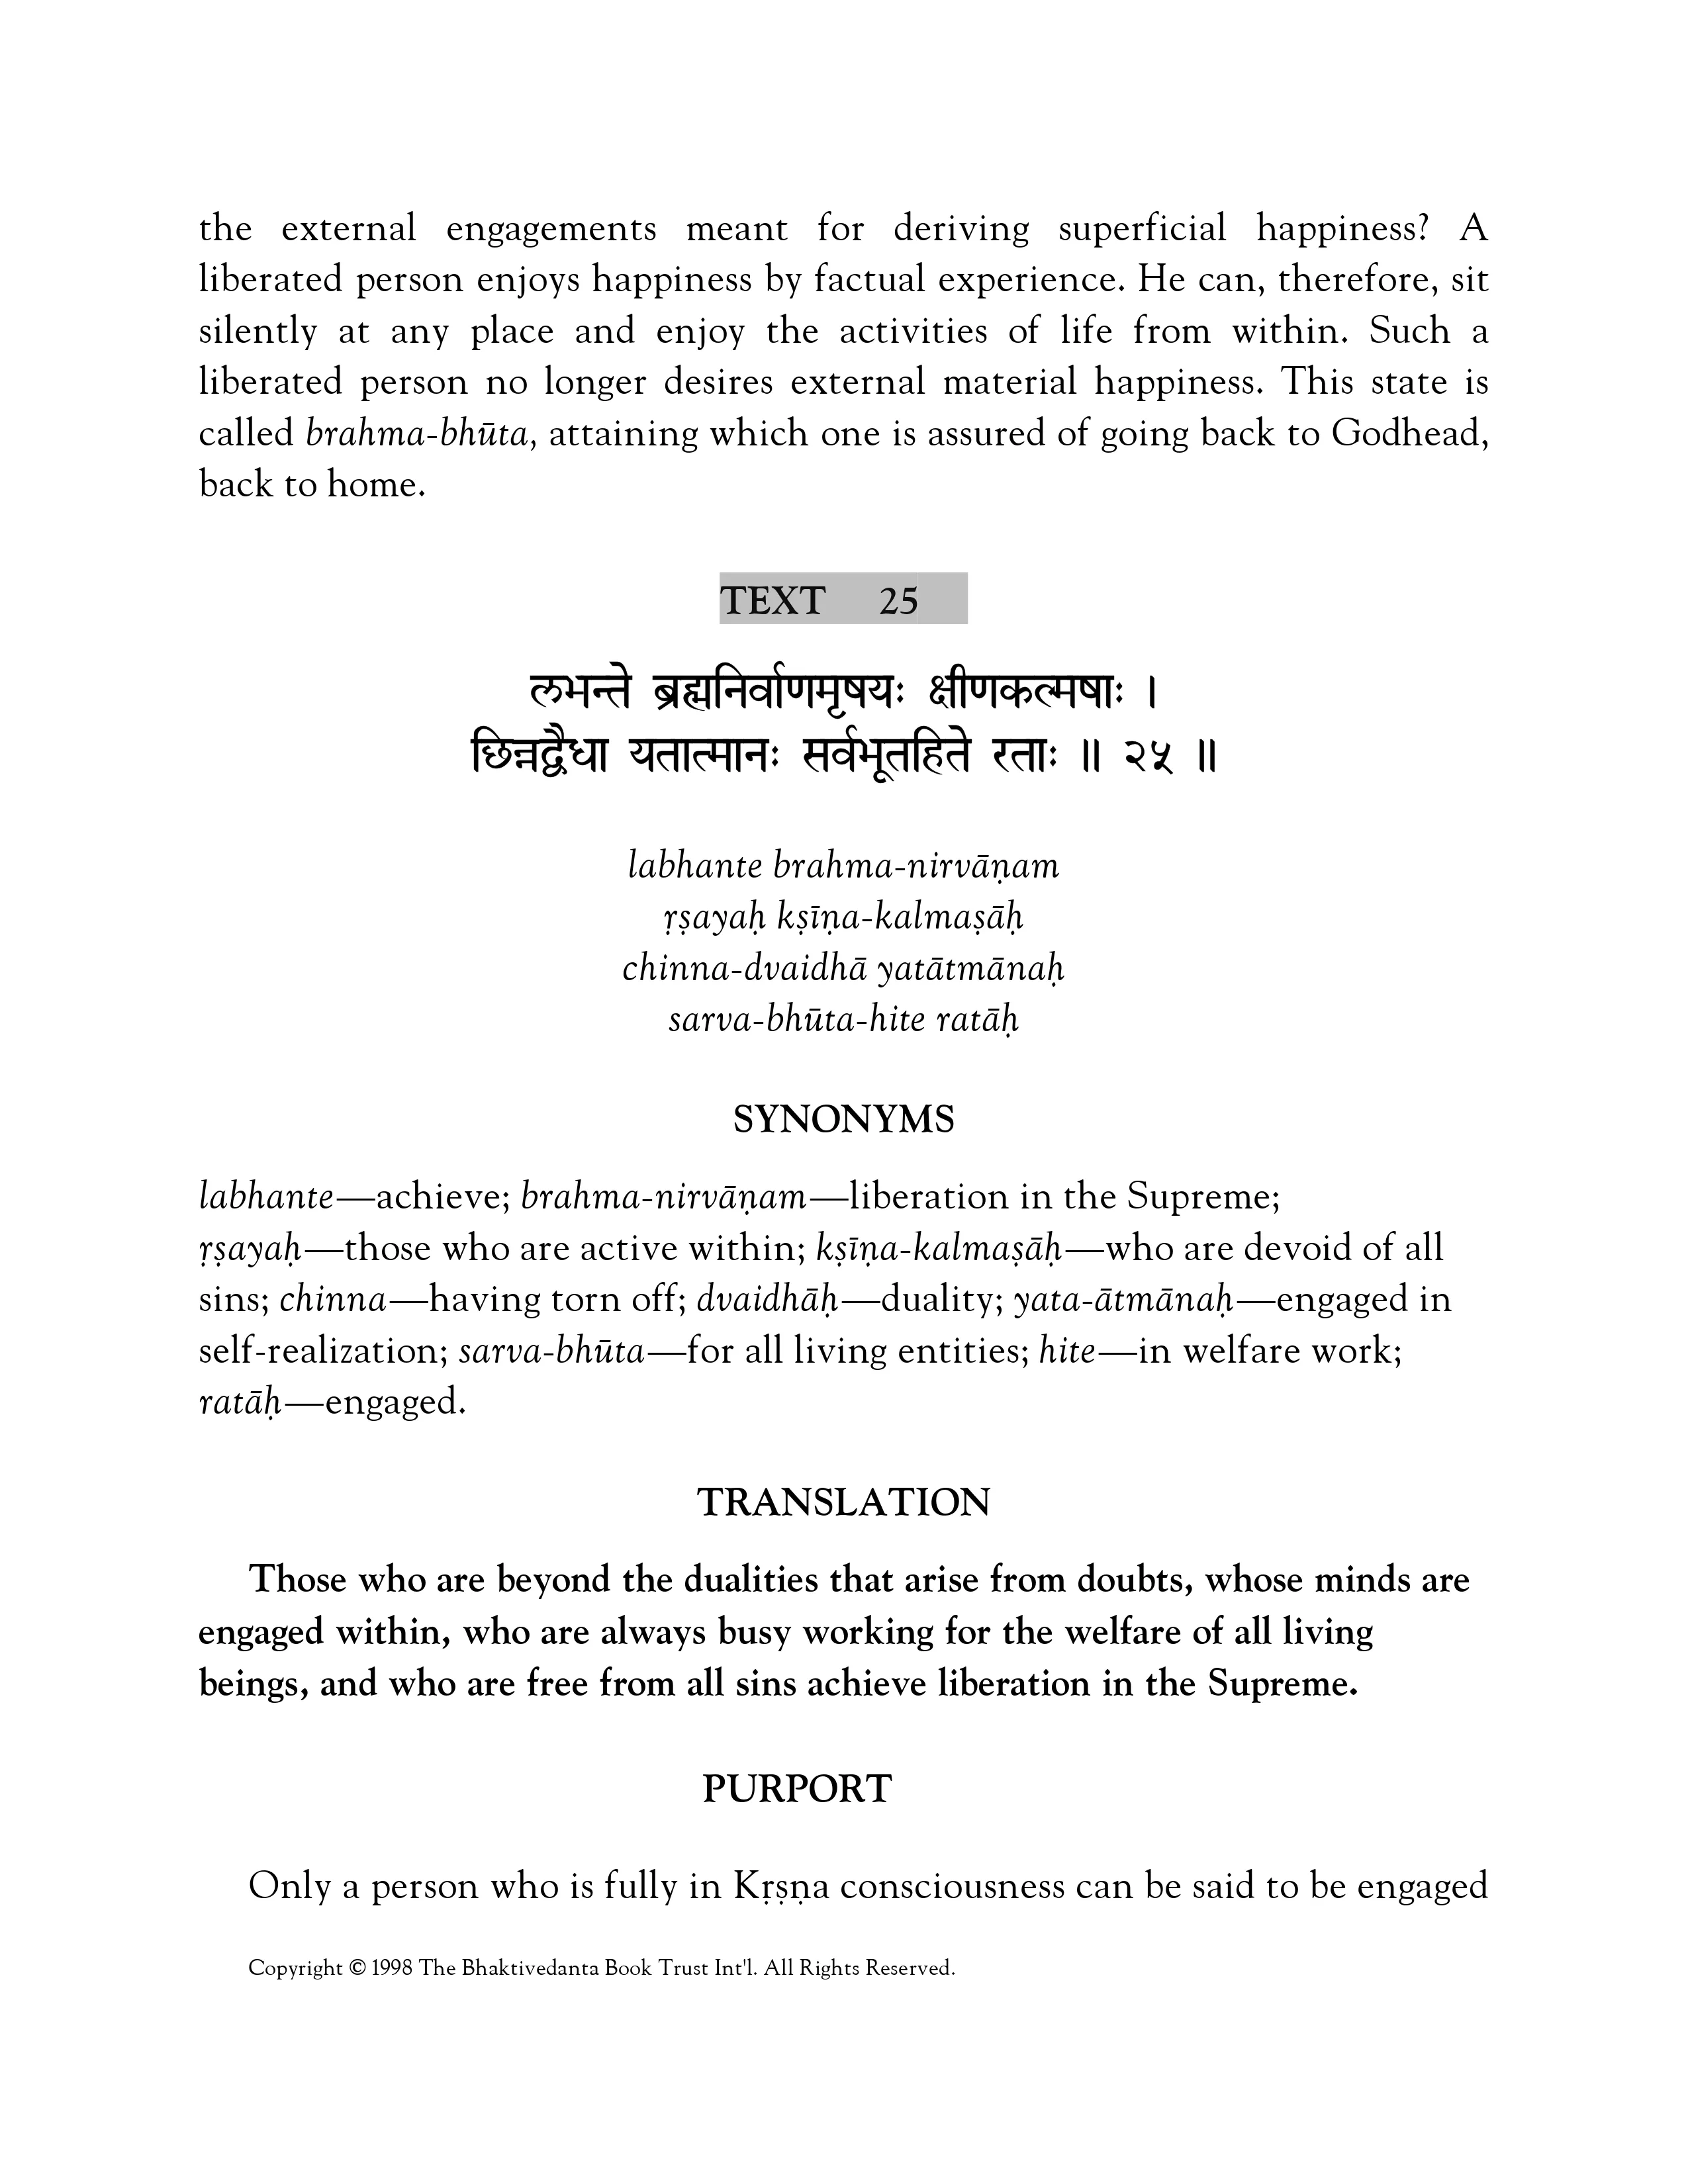 the external engagements meant for deriving superficial happiness? A
liberated person enjoys happiness by factual experience. He can, therefore, sit
silently at any place and enjoy the activities of life from within. Such a
liberated person no longer desires external material happiness. This state is
called brahma-bhūta, attaining which one is assured of going back to Godhead,
back to home.
TEXT 25
लभन्ते ब्रह्मनिर्वाणमृषयः क्षीणकल्मषाः ।
छिन्नद्वैधा यतात्मानः सर्वभूतहिते रताः ॥ २५ ॥
labhante brahma-nirvāṇam
ṛṣayaḥ kṣīṇa-kalmaṣāḥ
chinna-dvaidhā yatātmānaḥ
sarva-bhūta-hite ratāḥ
SYNONYMS
labhante—achieve; brahma-nirvāṇam—liberation in the Supreme;
ṛṣayaḥ—those who are active within; kṣīṇa-kalmaṣāḥ—who are devoid of all
sins; chinna—having torn off; dvaidhāḥ—duality; yata-ātmānaḥ—engaged in
self-realization; sarva-bhūta—for all living entities; hite—in welfare work;
ratāḥ—engaged.
TRANSLATION
Those who are beyond the dualities that arise from doubts, whose minds are
engaged within, who are always busy working for the welfare of all living
beings, and who are free from all sins achieve liberation in the Supreme.
PURPORT
Only a person who is fully in Kṛṣṇa consciousness can be said to be engaged
Copyright © 1998 The Bhaktivedanta Book Trust Int'l. All Rights Reserved.